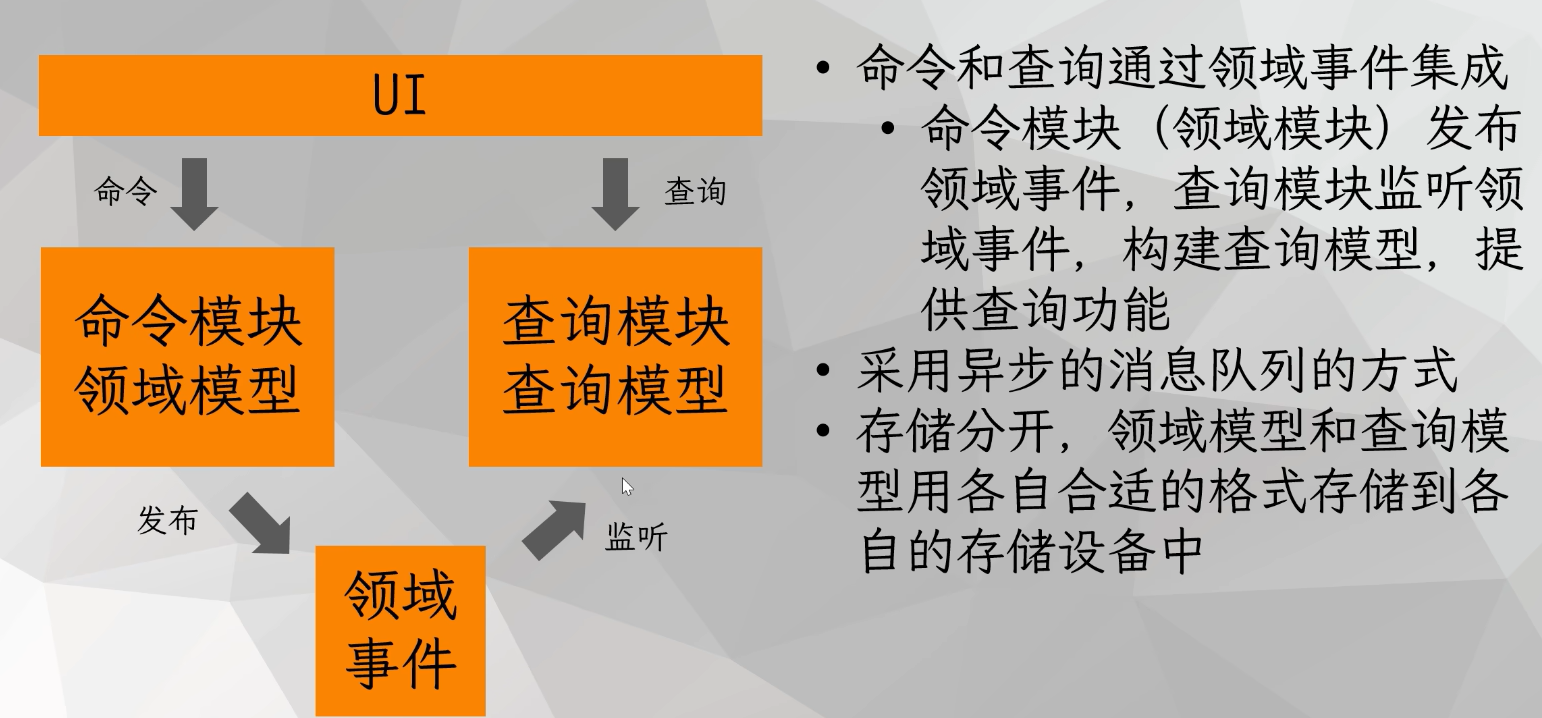 UI
命令
查询
命令模块
领域模型
查询模块
查询模型
发布
监听
领域
事件
• 命令和查询通过领域事件集成
• 命令模块（领域模块）发布
领域事件，查询模块监听领
域事件，构建查询模型，提
供查询功能
• 采用异步的消息队列的方式
• 存储分开，领域模型和查询模
型用各自合适的格式存储到各
自的存储设备中